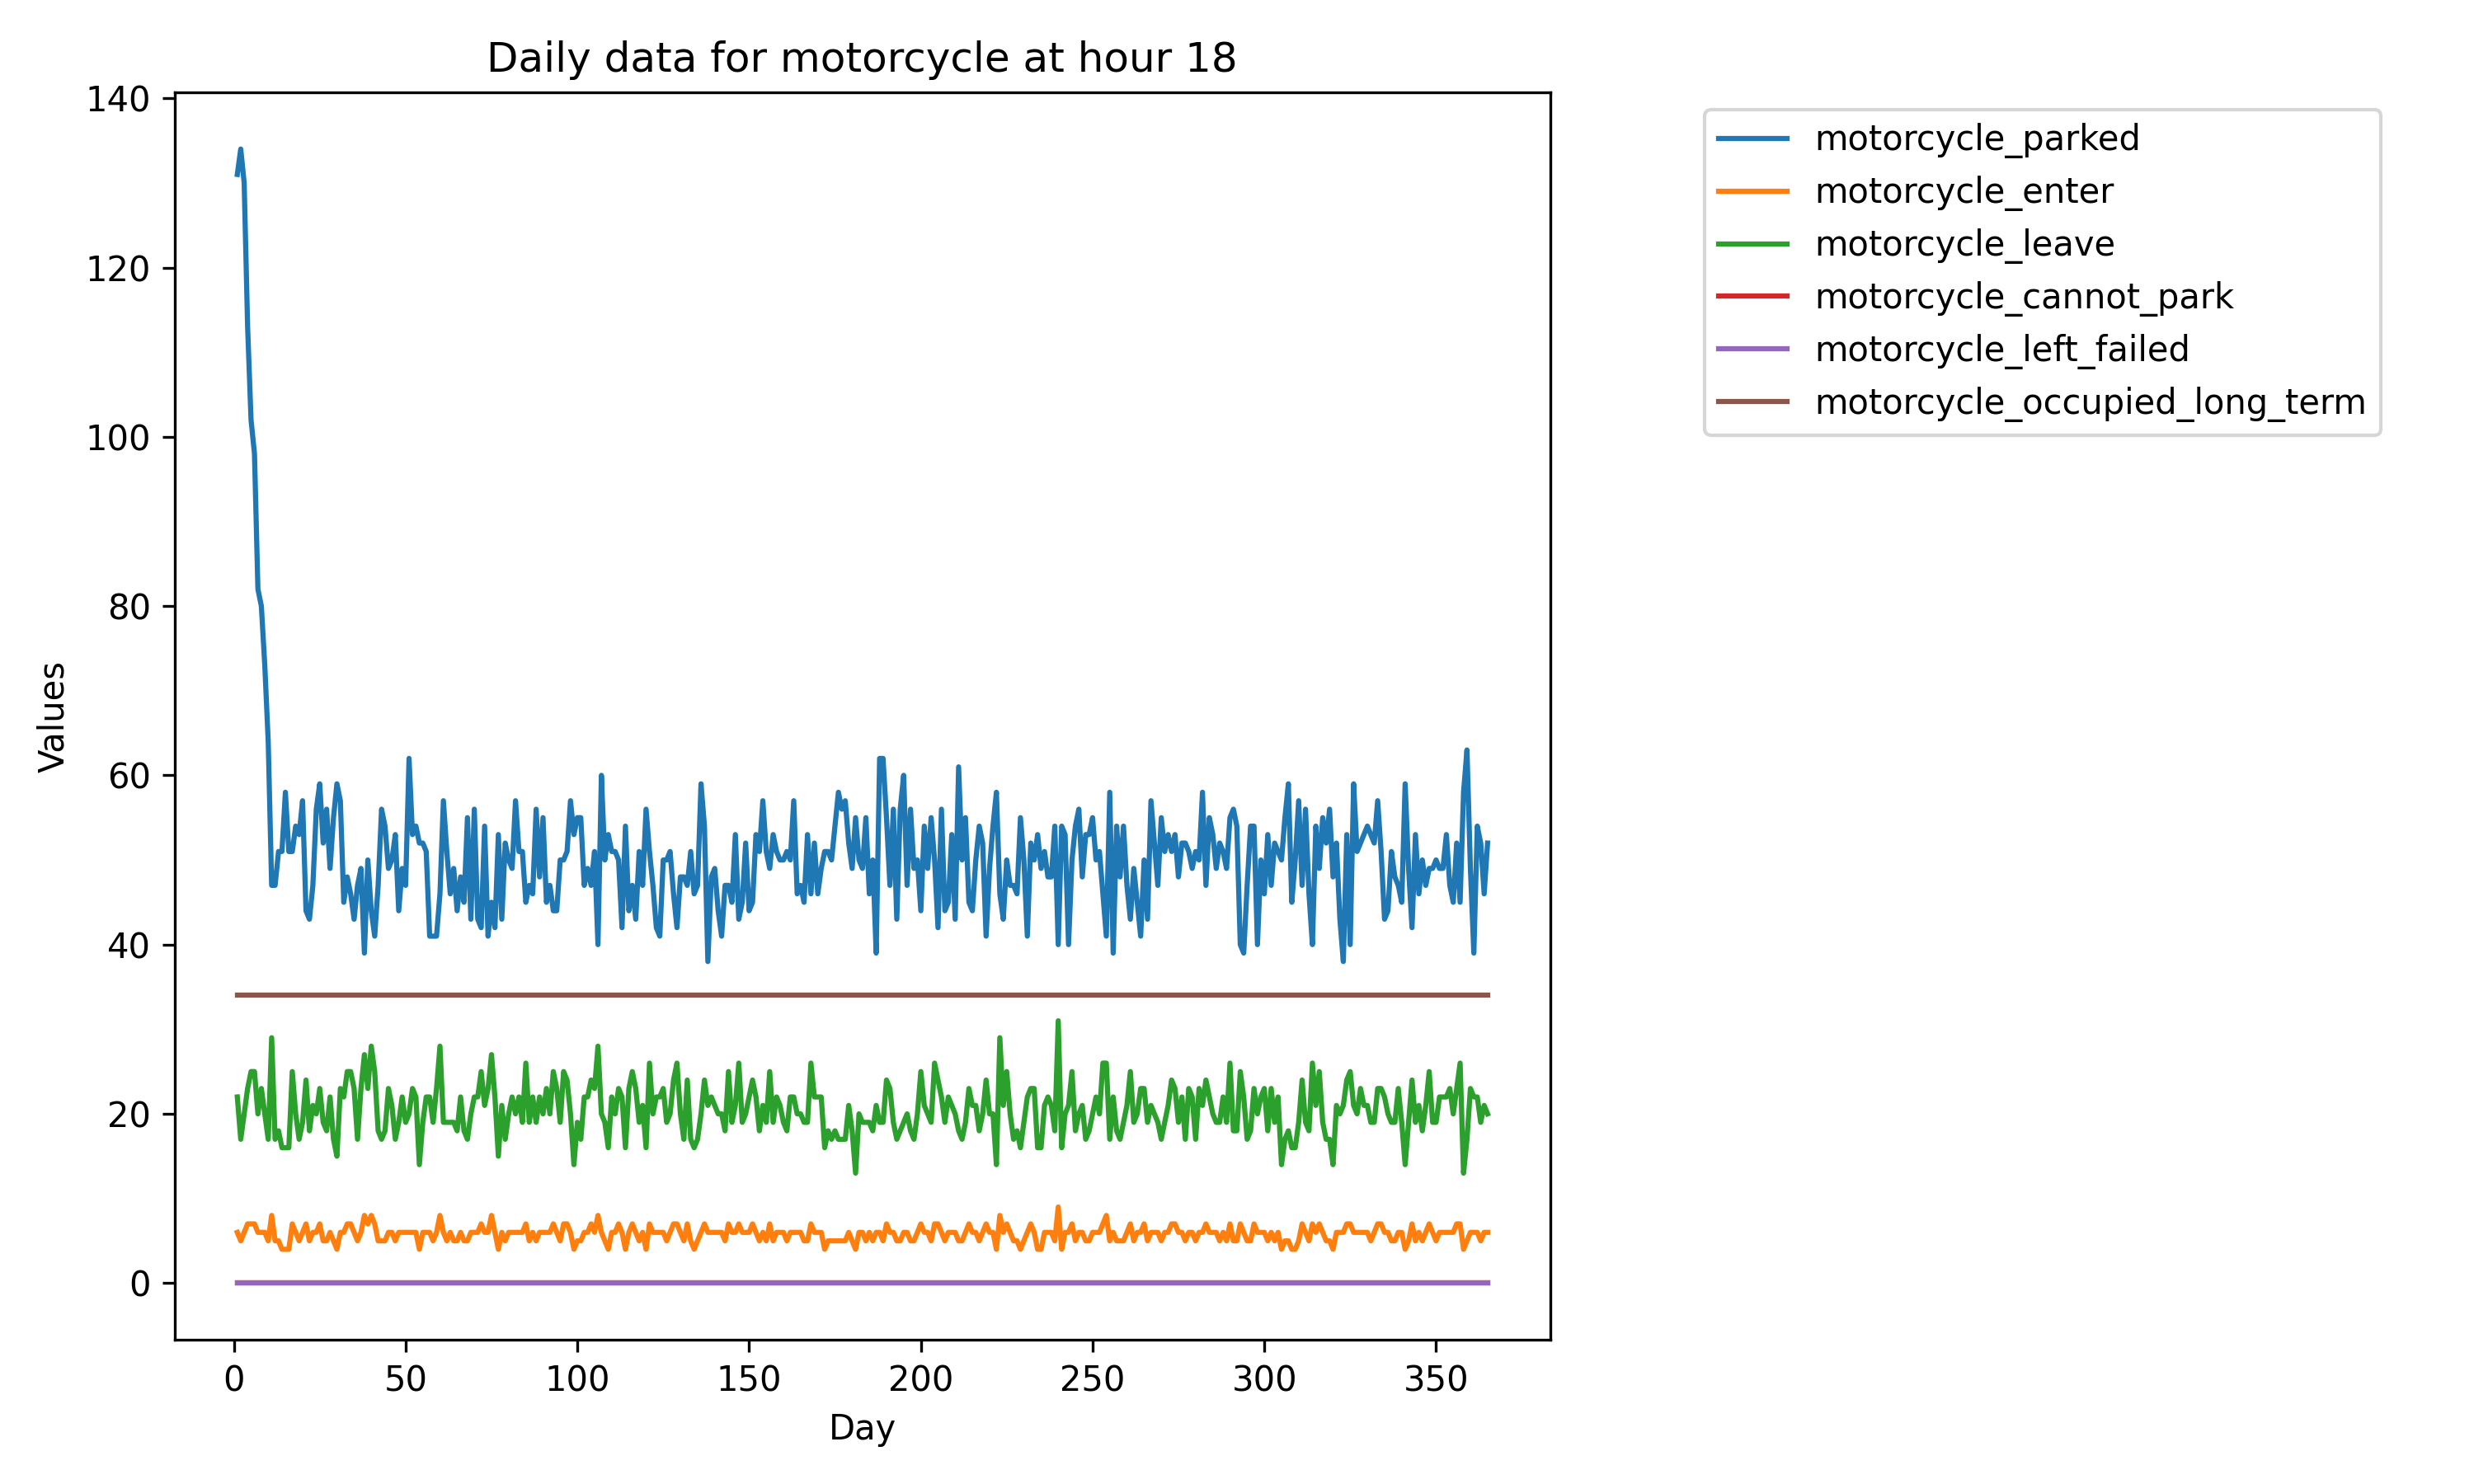 Daily data for motorcycle at hour 18
140
120
100
80
60
40
20
0
Values
0 50 100 150 200 250 300 350
Day
motorcycle_parked
motorcycle_enter
motorcycle_leave
motorcycle_cannot_park
motorcycle_left_failed
motorcycle_occupied_long_term